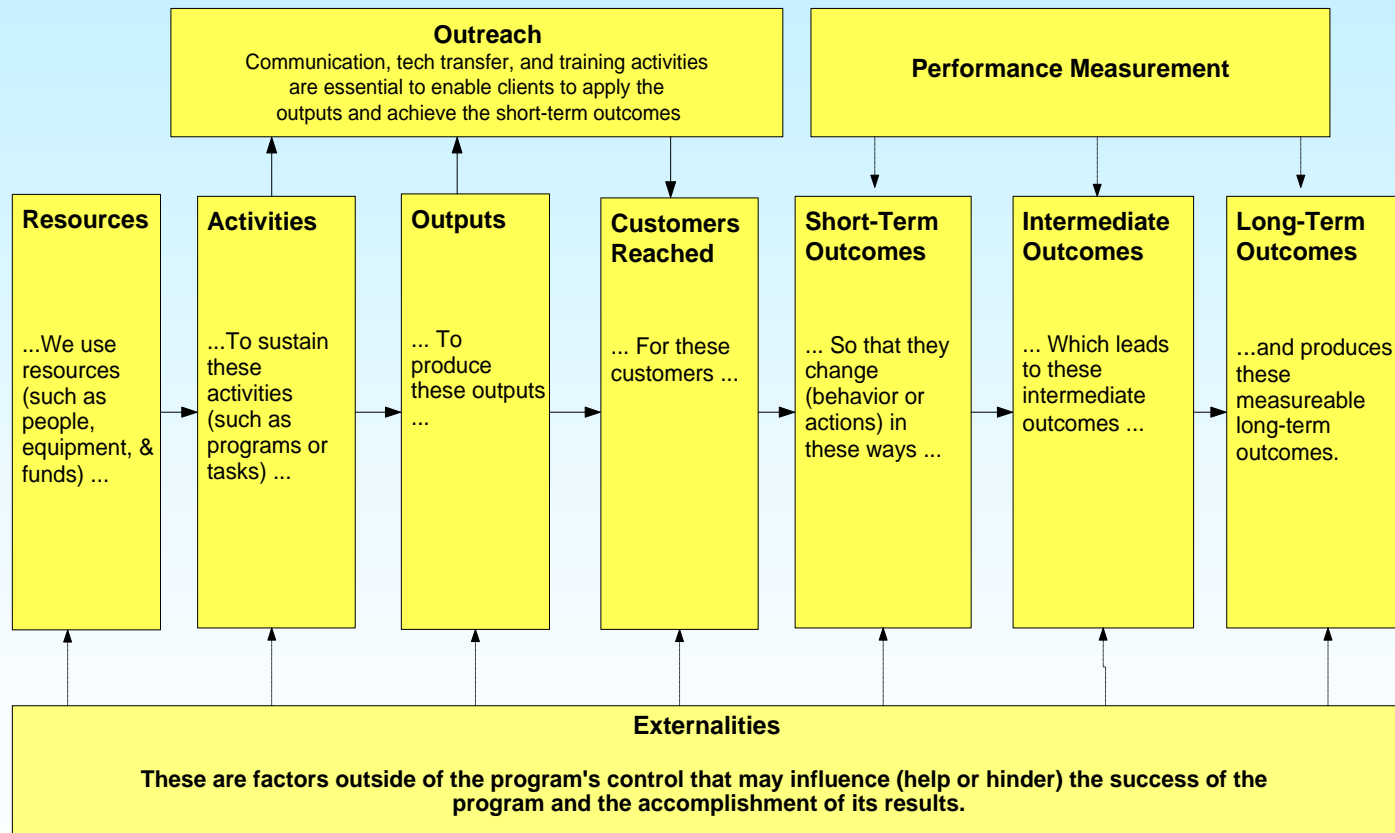 Outreach
Communication, tech transfer, and training activities
are essential to enable clients to apply the
outputs and achieve the short-term outcomes
Performance Measurement
Resources
...We use
resources
(such as
people,
equipment, &
funds) ...
Activities
...To sustain
these
activities
(such as
programs or
tasks) ...
Outputs
... To
produce
these outputs
...
Customers
Reached
... For these
customers ...
Short-Term
Outcomes
... So that they
change
(behavior or
actions) in
these ways ...
Intermediate
Outcomes
... Which leads
to these
intermediate
outcomes ...
Long-Term
Outcomes
...and produces
these
measureable
long-term
outcomes.
Externalities
These are factors outside of the program's control that may influence (help or hinder) the success of the
program and the accomplishment of its results.